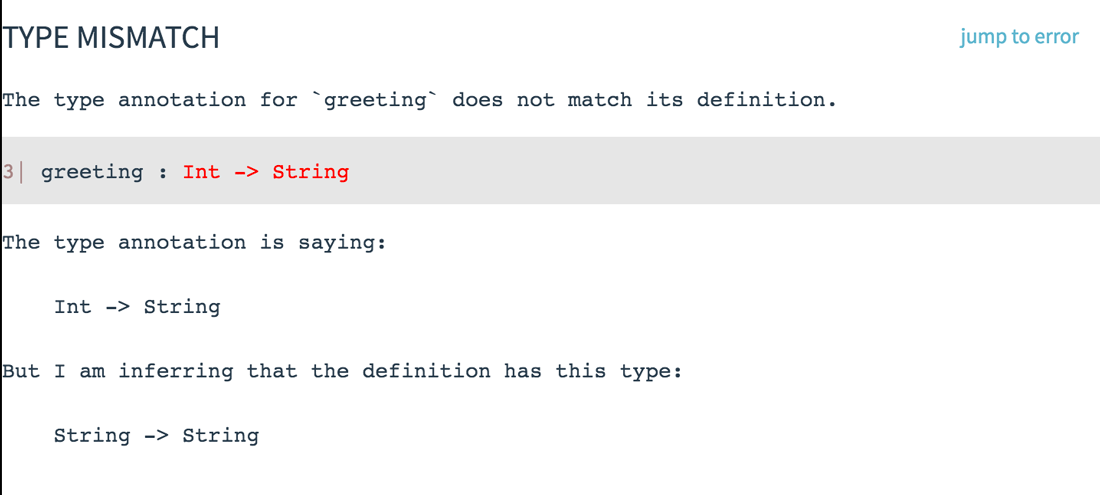 TYPE MISMATCH
jump to error
The type annotation for `greeting` does not match its definition.
3| greeting : Int -> String
The type annotation is saying:
Int -> String
But I am inferring that the definition has this type:
String -> String